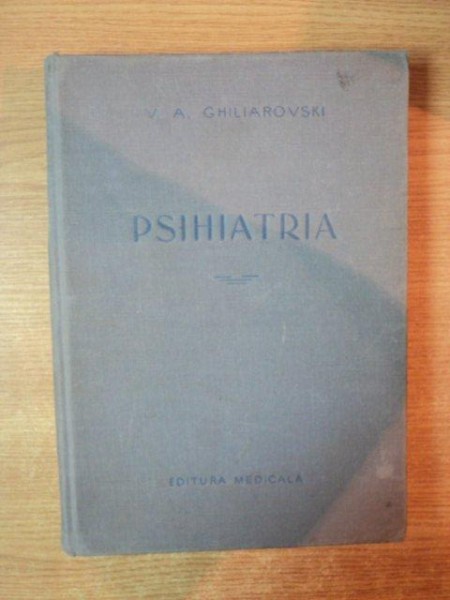 V. A. GHILIAROVSKI
PSIHIATRIA
EDITURA MEDICALĂ